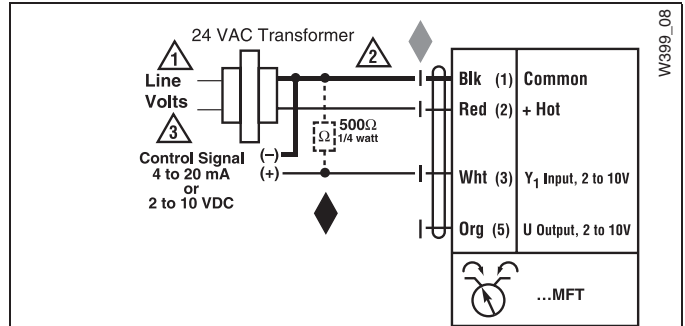 W399_08
24 VAC Transformer
1
Line
Volts
2
3
Control Signal
4 to 20 mA
or
2 to 10 VDC
(–)
(+)
Ω
500Ω
1/4 watt
Blk (1) Common
Red (2) + Hot
Wht (3) Y₁ Input, 2 to 10V
Org (5) U Output, 2 to 10V
...MFT